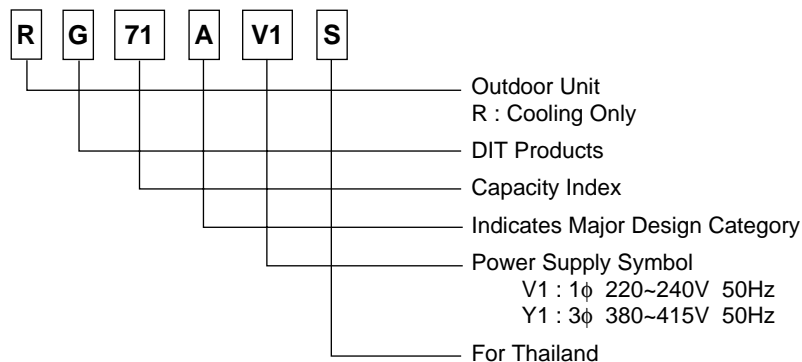 R G 71 A V1 S
Outdoor Unit
R : Cooling Only
DIT Products
Capacity Index
Indicates Major Design Category
Power Supply Symbol
V1 : 1ϕ 220~240V 50Hz
Y1 : 3ϕ 380~415V 50Hz
For Thailand